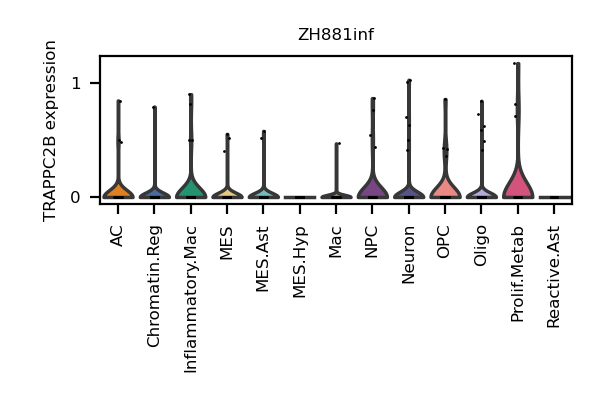 ZH881inf
TRAPPC2B expression
1
0
AC
Chromatin.Reg
Inflammatory.Mac
MES
MES.Ast
MES.Hyp
Mac
NPC
Neuron
OPC
Oligo
Prolif.Metab
Reactive.Ast